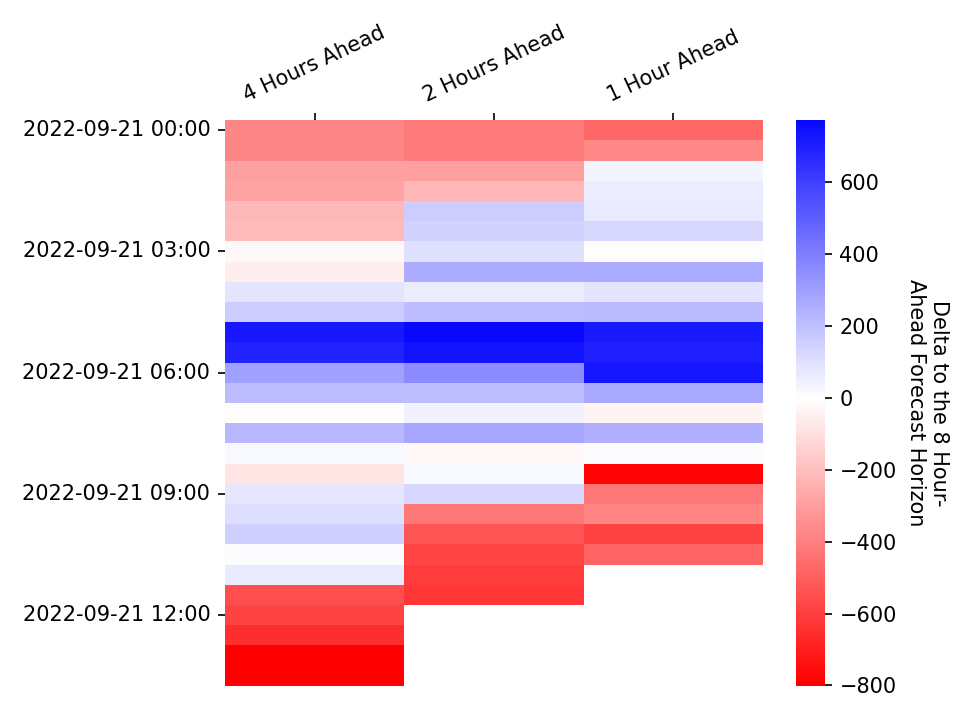 4 Hours Ahead
2 Hours Ahead
1 Hour Ahead
2022-09-21 00:00
2022-09-21 03:00
2022-09-21 06:00
2022-09-21 09:00
2022-09-21 12:00
600
400
200
0
−200
−400
−600
−800
Delta to the 8 Hour-
Ahead Forecast Horizon